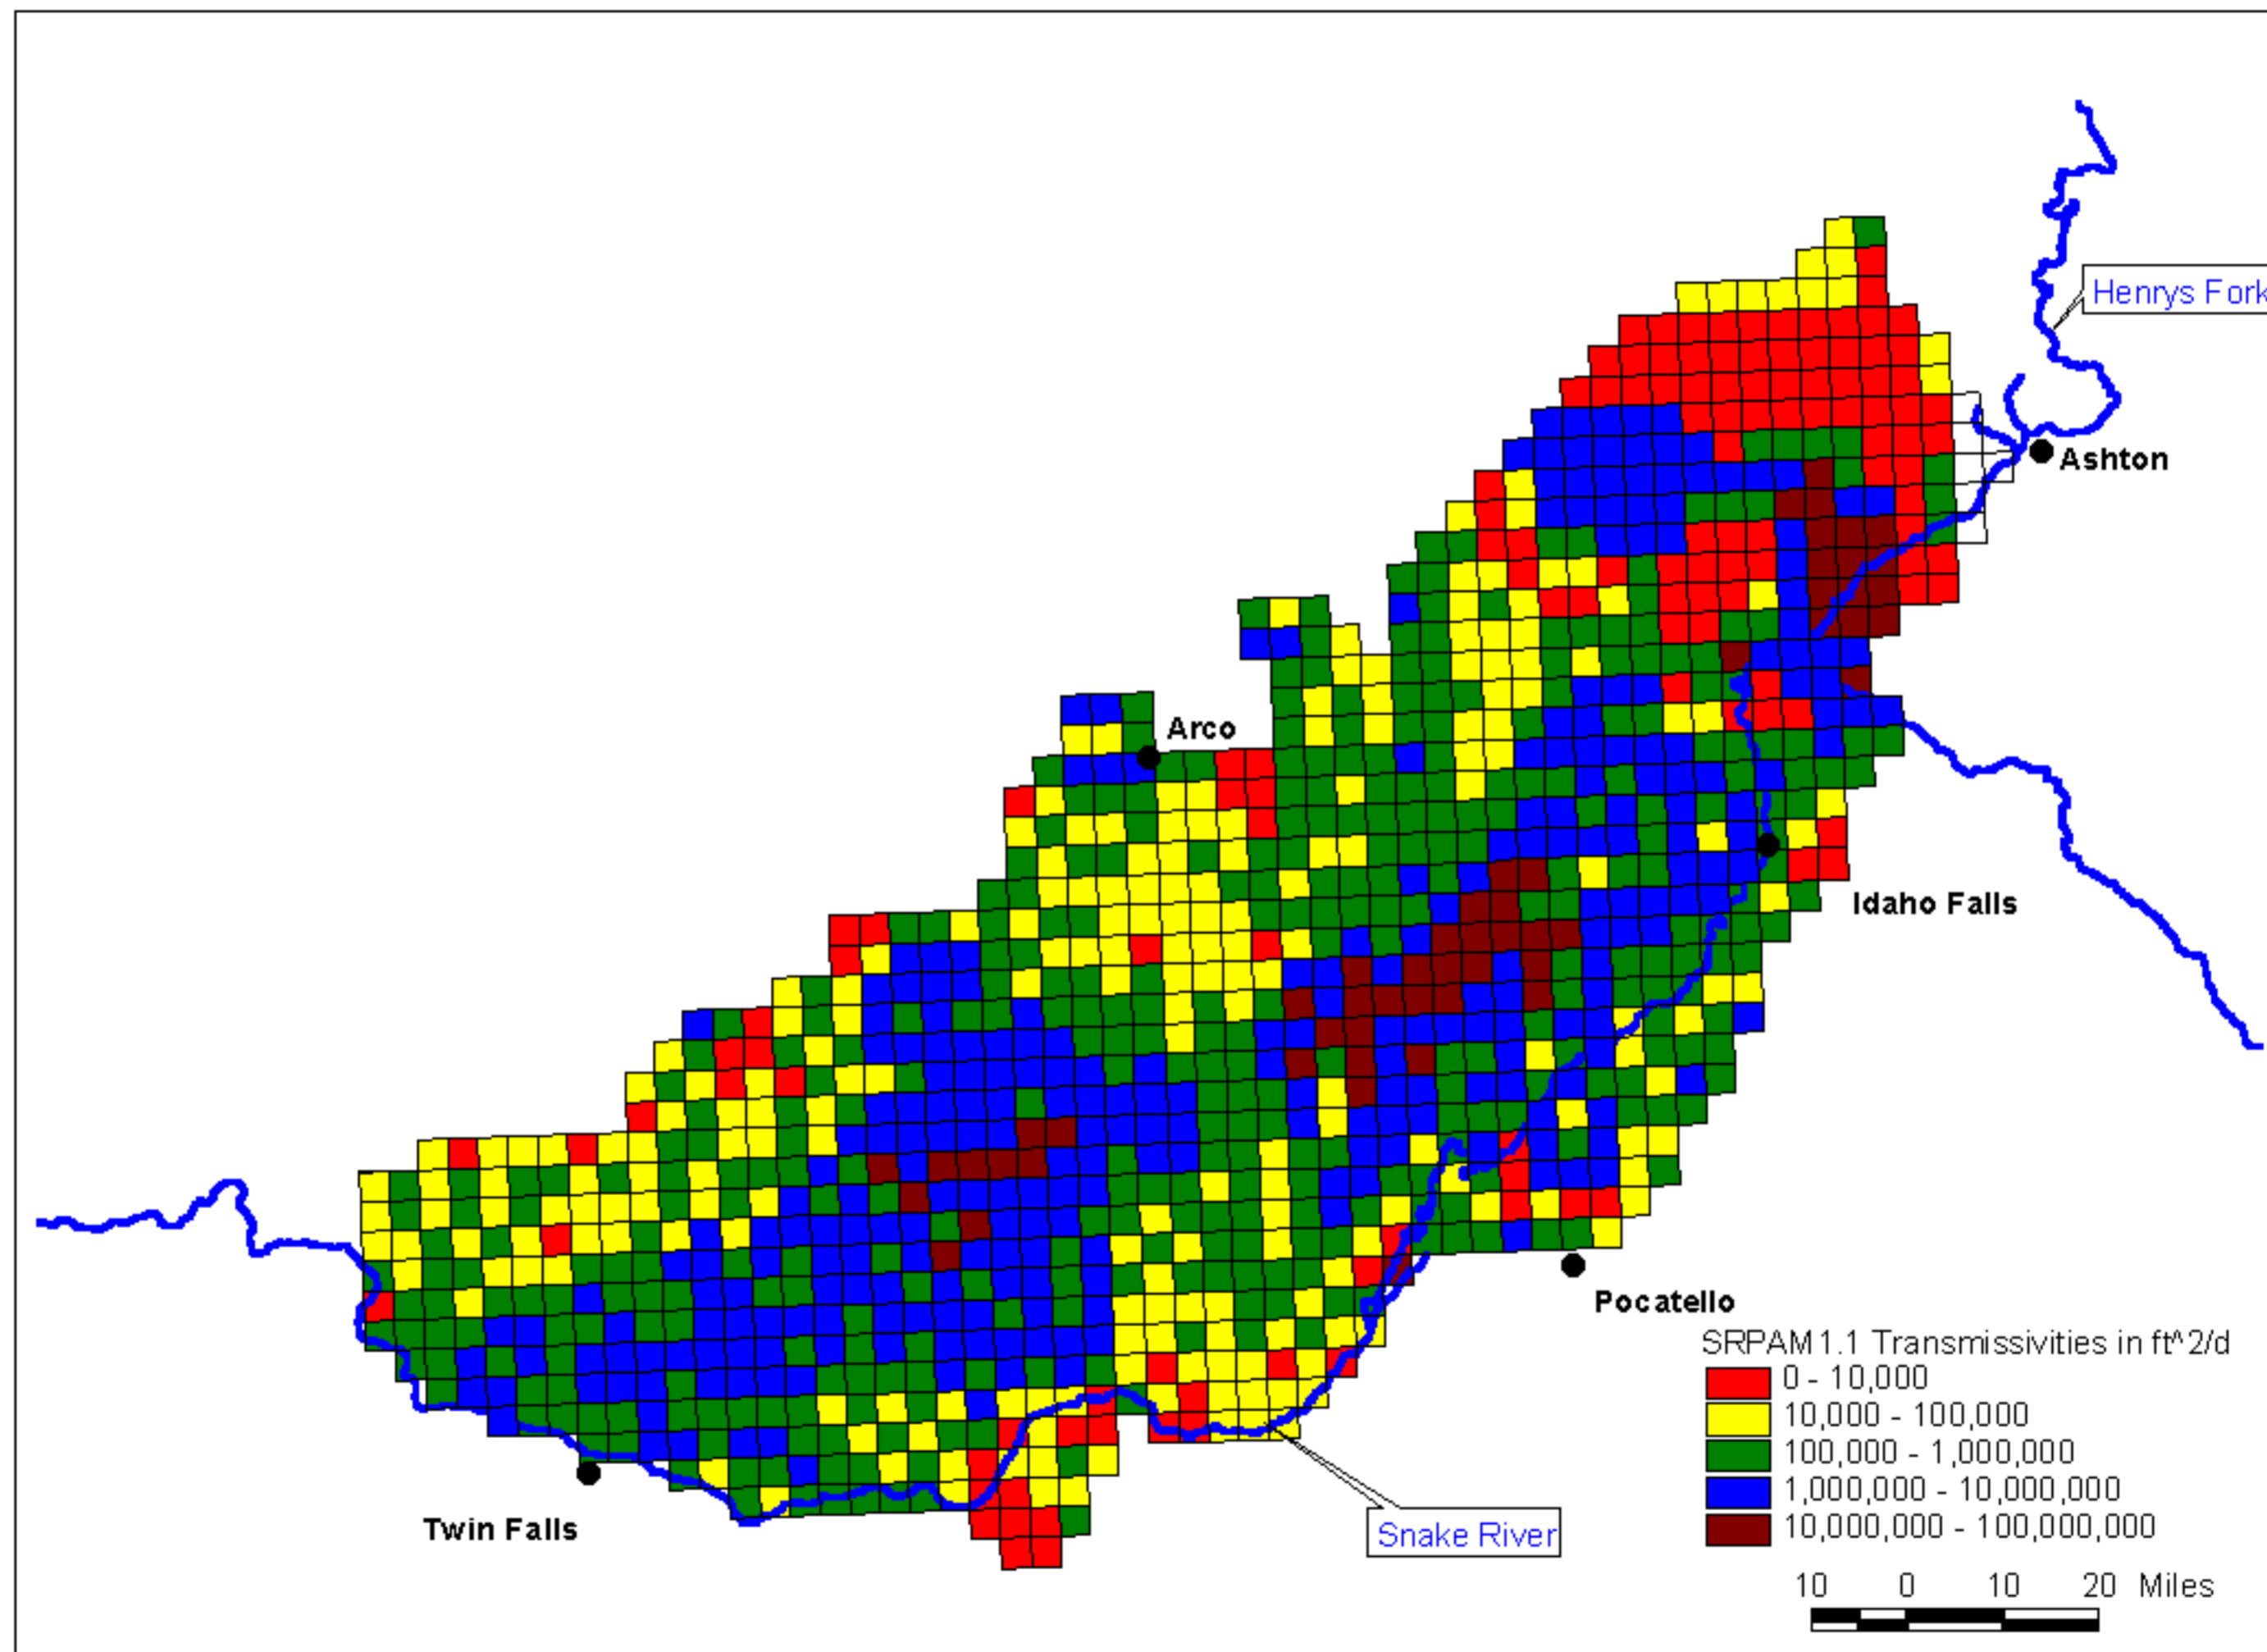 Henrys Fork
Ashton
Arco
Idaho Falls
Pocatello
SRPAM1.1 Transmissivities in ft^2/d
0 - 10,000
10,000 - 100,000
100,000 - 1,000,000
1,000,000 - 10,000,000
10,000,000 - 100,000,000
Twin Falls
Snake River
10 0 10 20 Miles